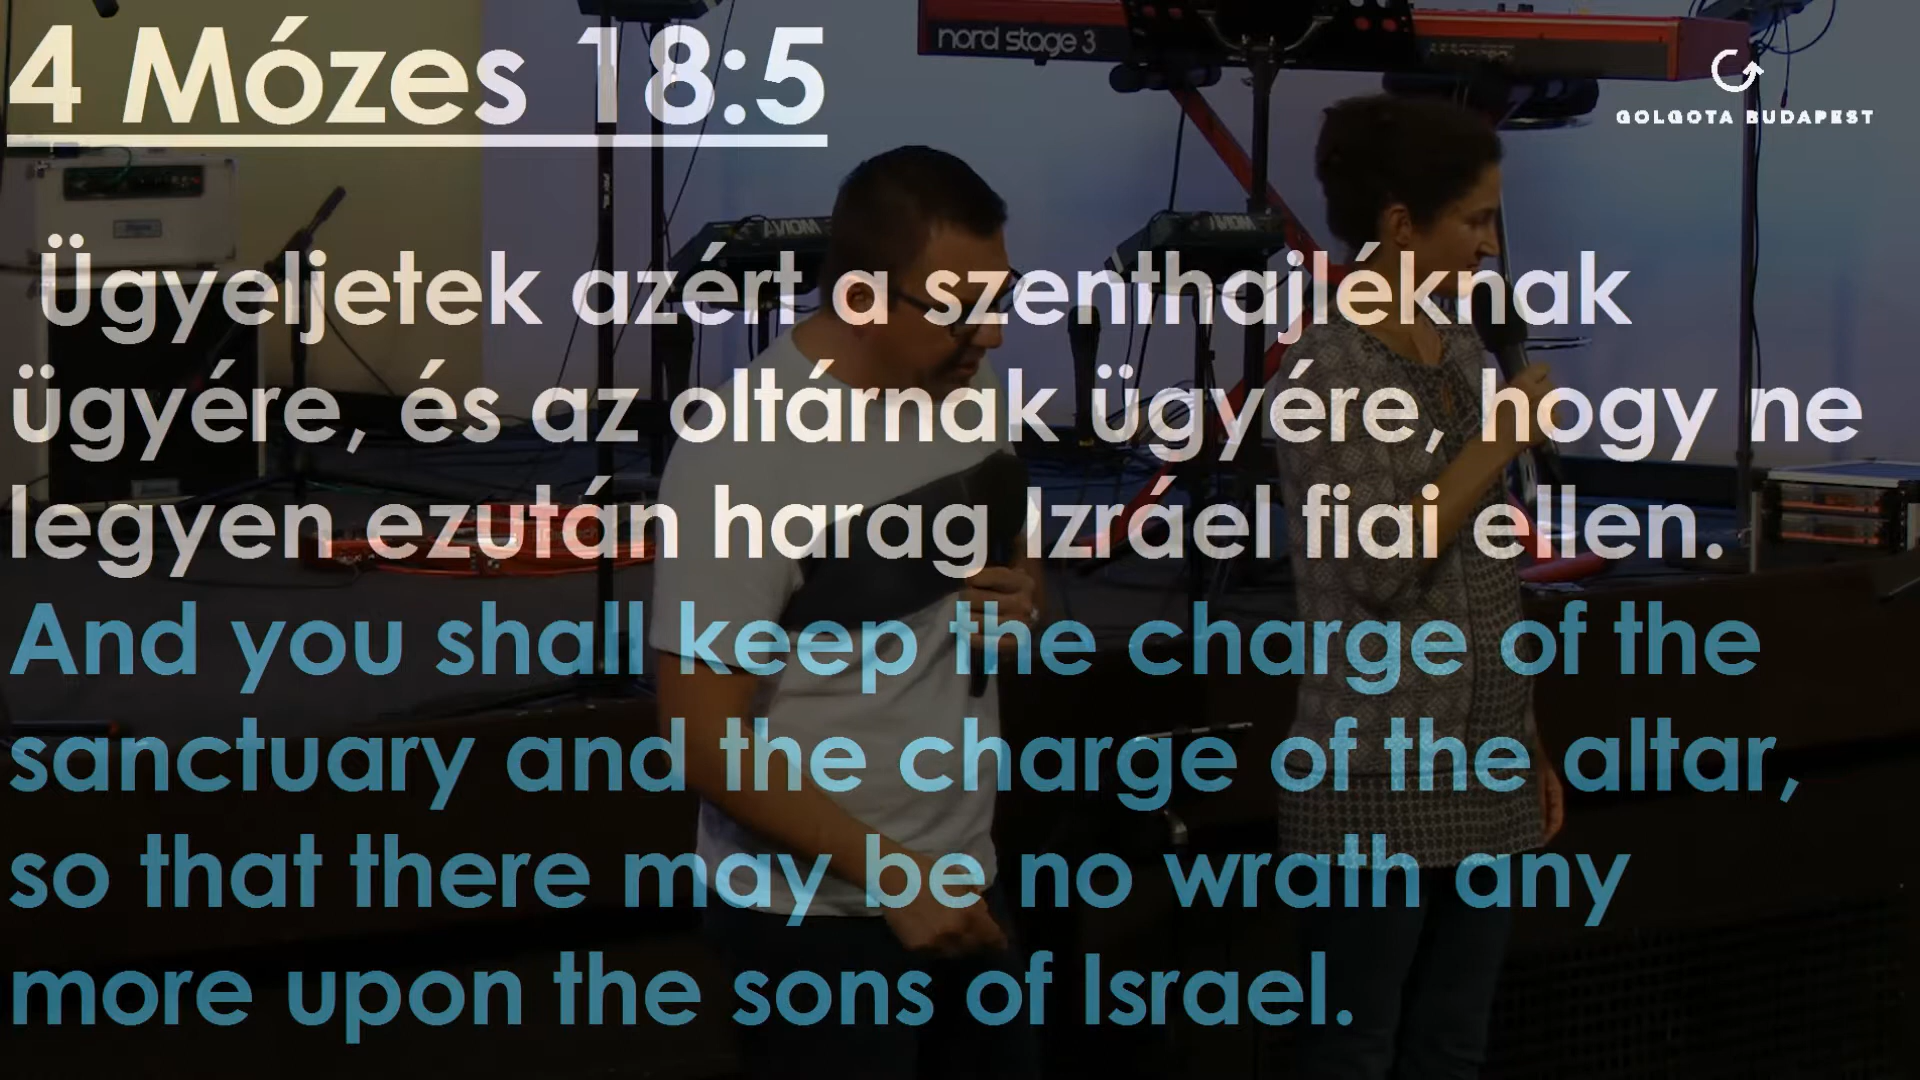 4 Mózes 18:5
nord stage 3
GOLGOTA BUDAPEST
AVIOM
AVIOM
Ügyeljetek azért a szenthajléknak
ügyére, és az oltárnak ügyére, hogy ne
legyen ezután harag Izráel fiai ellen.
And you shall keep the charge of the
sanctuary and the charge of the altar,
so that there may be no wrath any
more upon the sons of Israel.